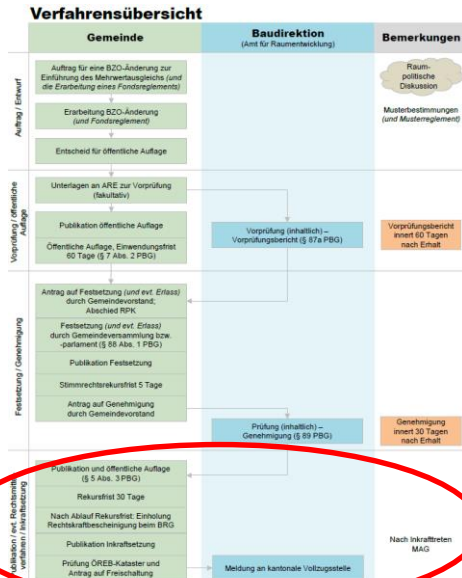 Verfahrensübersicht
Gemeinde
Baudirektion
(Amt für Raumentwicklung)
Bemerkungen
Auftrag / Entwurf
Auftrag für eine BZO-Änderung zur
Einführung des Mehrwertausgleichs (und
die Erarbeitung eines Fondsreglements)
Raum-
politische
Diskussion
Erarbeitung BZO-Änderung
(und Fondsreglement)
Musterbestimmungen
(und Musterreglement)
Entscheid für öffentliche Auflage
Vorprüfung / öffentliche
Auflage
Unterlagen an ARE zur Vorprüfung
(fakultativ)
Publikation öffentliche Auflage
Öffentliche Auflage, Einwendungsfrist
60 Tage (§ 7 Abs. 2 PBG)
Vorprüfung (inhaltlich) –
Vorprüfungsbericht (§ 87a PBG)
Vorprüfungsbericht
innert 60 Tagen
nach Erhalt
Festsetzung / Genehmigung
Antrag auf Festsetzung (und evt. Erlass)
durch Gemeindevorstand;
Abschied RPK
Festsetzung (und evt. Erlass)
durch Gemeindeversammlung bzw.
-parlament (§ 88 Abs. 1 PBG)
Publikation Festsetzung
Stimmrechtsrekursfrist 5 Tage
Antrag auf Genehmigung
durch Gemeindevorstand
Prüfung (inhaltlich) –
Genehmigung (§ 89 PBG)
Genehmigung
innert 30 Tagen
nach Erhalt
Publikation / evt. Rechtsmittel-
verfahren / Inkraftsetzung
Publikation und öffentliche Auflage
(§ 5 Abs. 3 PBG)
Rekursfrist 30 Tage
Nach Ablauf Rekursfrist: Einholung
Rechtskraftbescheinigung beim BRG
Publikation Inkraftsetzung
Prüfung ÖREB-Kataster und
Antrag auf Freischaltung
Meldung an kantonale Vollzugsstelle
Nach Inkrafttreten
MAG